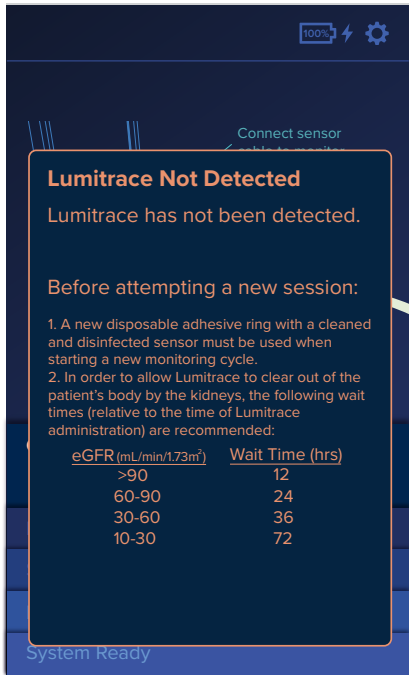 100%
Connect sensor
cable to monitor
Lumitrace Not Detected
Lumitrace has not been detected.
Before attempting a new session:
1. A new disposable adhesive ring with a cleaned
and disinfected sensor must be used when
starting a new monitoring cycle.
2. In order to allow Lumitrace to clear out of the
patient's body by the kidneys, the following wait
times (relative to the time of Lumitrace
administration) are recommended:
eGFR (mL/min/1.73m²) Wait Time (hrs)
>90 12
60-90 24
30-60 36
10-30 72
System Ready